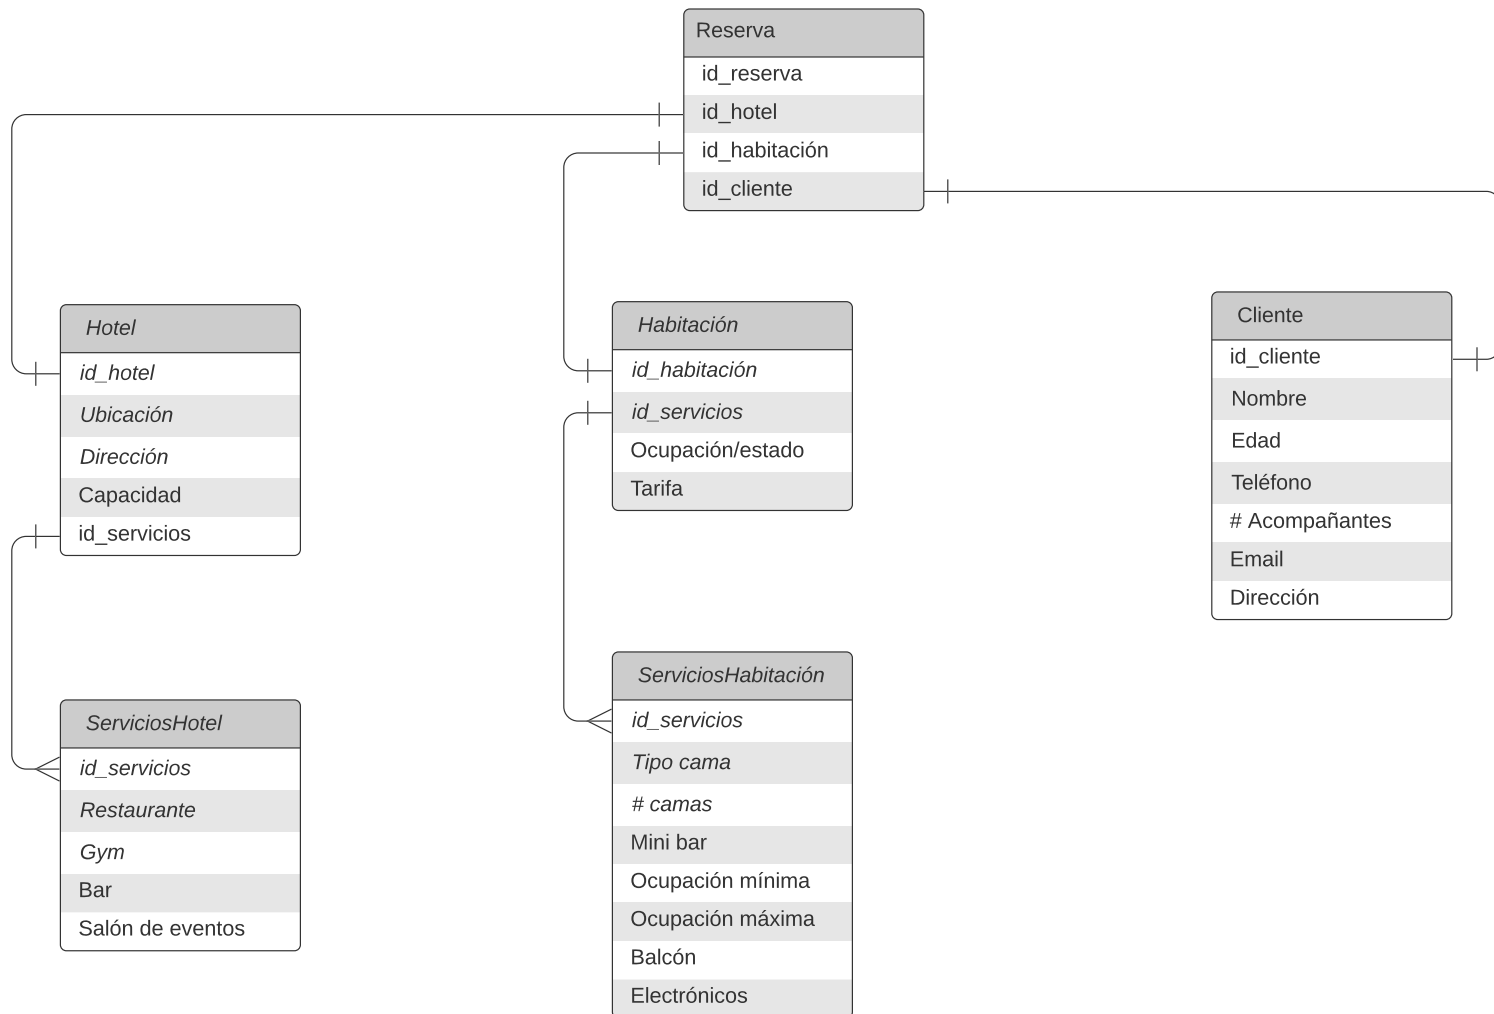 Reserva
id_reserva
id_hotel
id_habitación
id_cliente
Hotel
id_hotel
Ubicación
Dirección
Capacidad
id_servicios
Habitación
id_habitación
id_servicios
Ocupación/estado
Tarifa
Cliente
id_cliente
Nombre
Edad
Teléfono
# Acompañantes
Email
Dirección
ServiciosHotel
id_servicios
Restaurante
Gym
Bar
Salón de eventos
ServiciosHabitación
id_servicios
Tipo cama
# camas
Mini bar
Ocupación mínima
Ocupación máxima
Balcón
Electrónicos